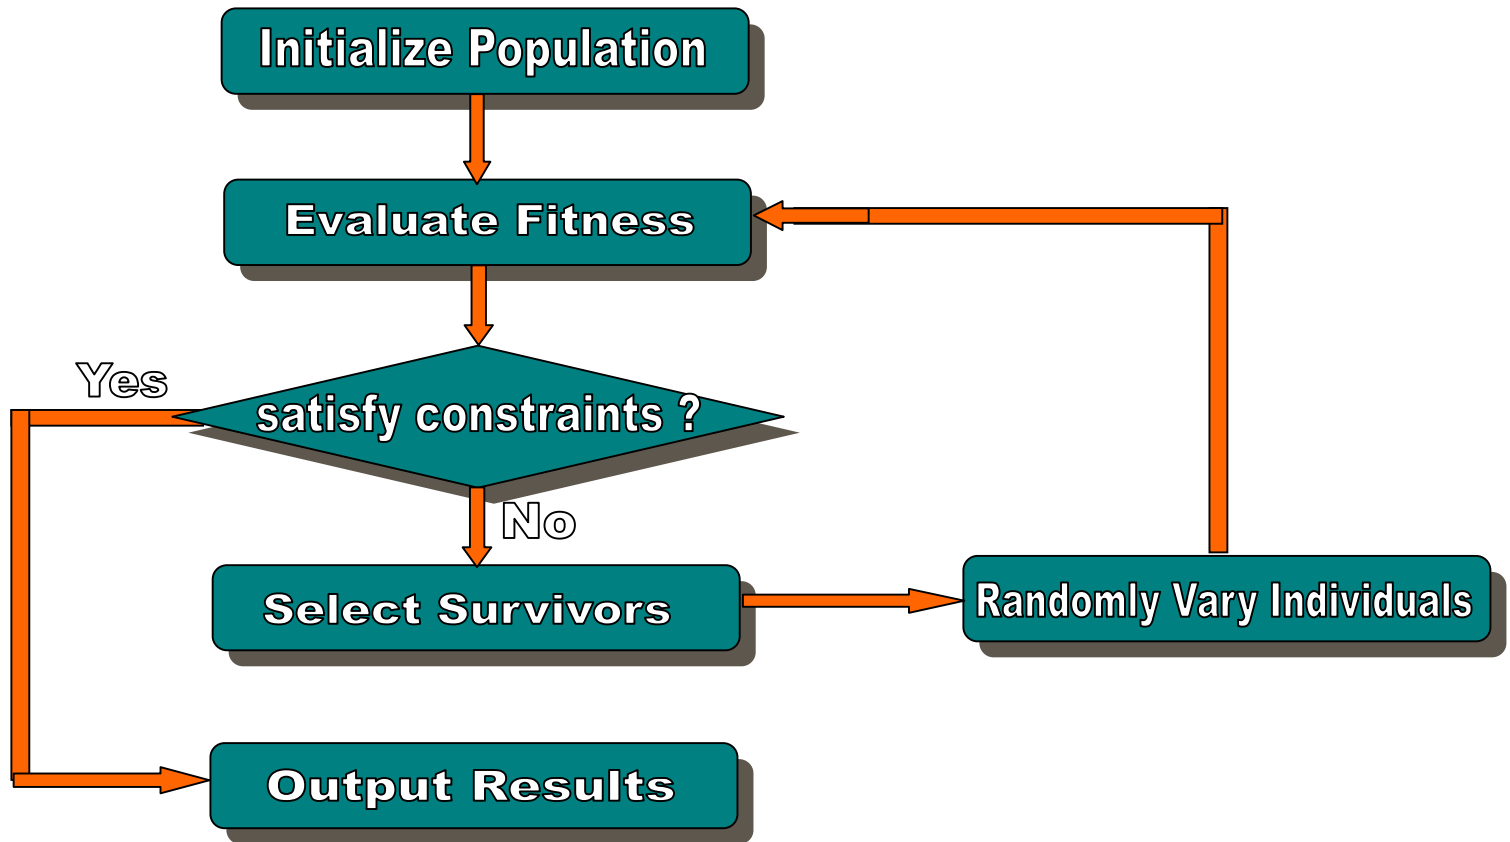 Initialize Population
Evaluate Fitness
Yes
satisfy constraints ?
No
Select Survivors
Randomly Vary Individuals
Output Results